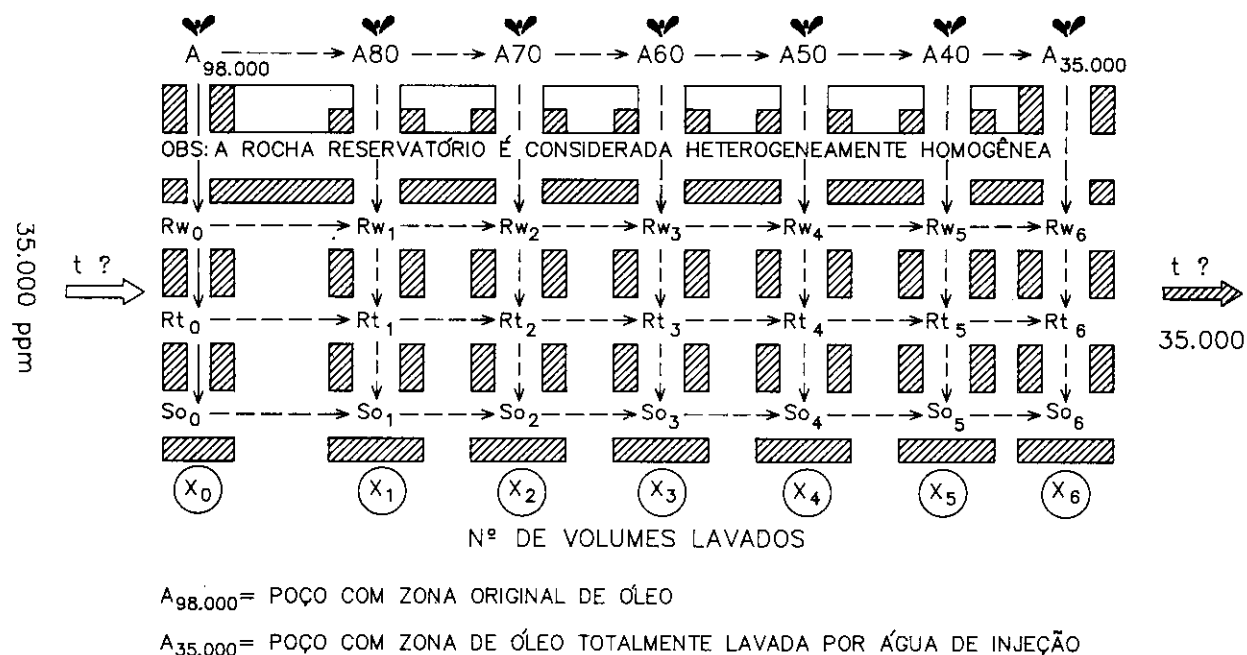 A98.000 A80 A70 A60 A50 A40 A35.000
OBS: A ROCHA RESERVATÓRIO É CONSIDERADA HETEROGENEAMENTE HOMOGÊNEA
Rw0 Rw1 Rw2 Rw3 Rw4 Rw5 Rw6
35.000 ppm
t ?
t ?
Rt0 Rt1 Rt2 Rt3 Rt4 Rt5 Rt6
35.000
So0 So1 So2 So3 So4 So5 So6
X0 X1 X2 X3 X4 X5 X6
Nº DE VOLUMES LAVADOS
A98.000= POÇO COM ZONA ORIGINAL DE ÓLEO
A35.000= POÇO COM ZONA DE ÓLEO TOTALMENTE LAVADA POR ÁGUA DE INJEÇÃO